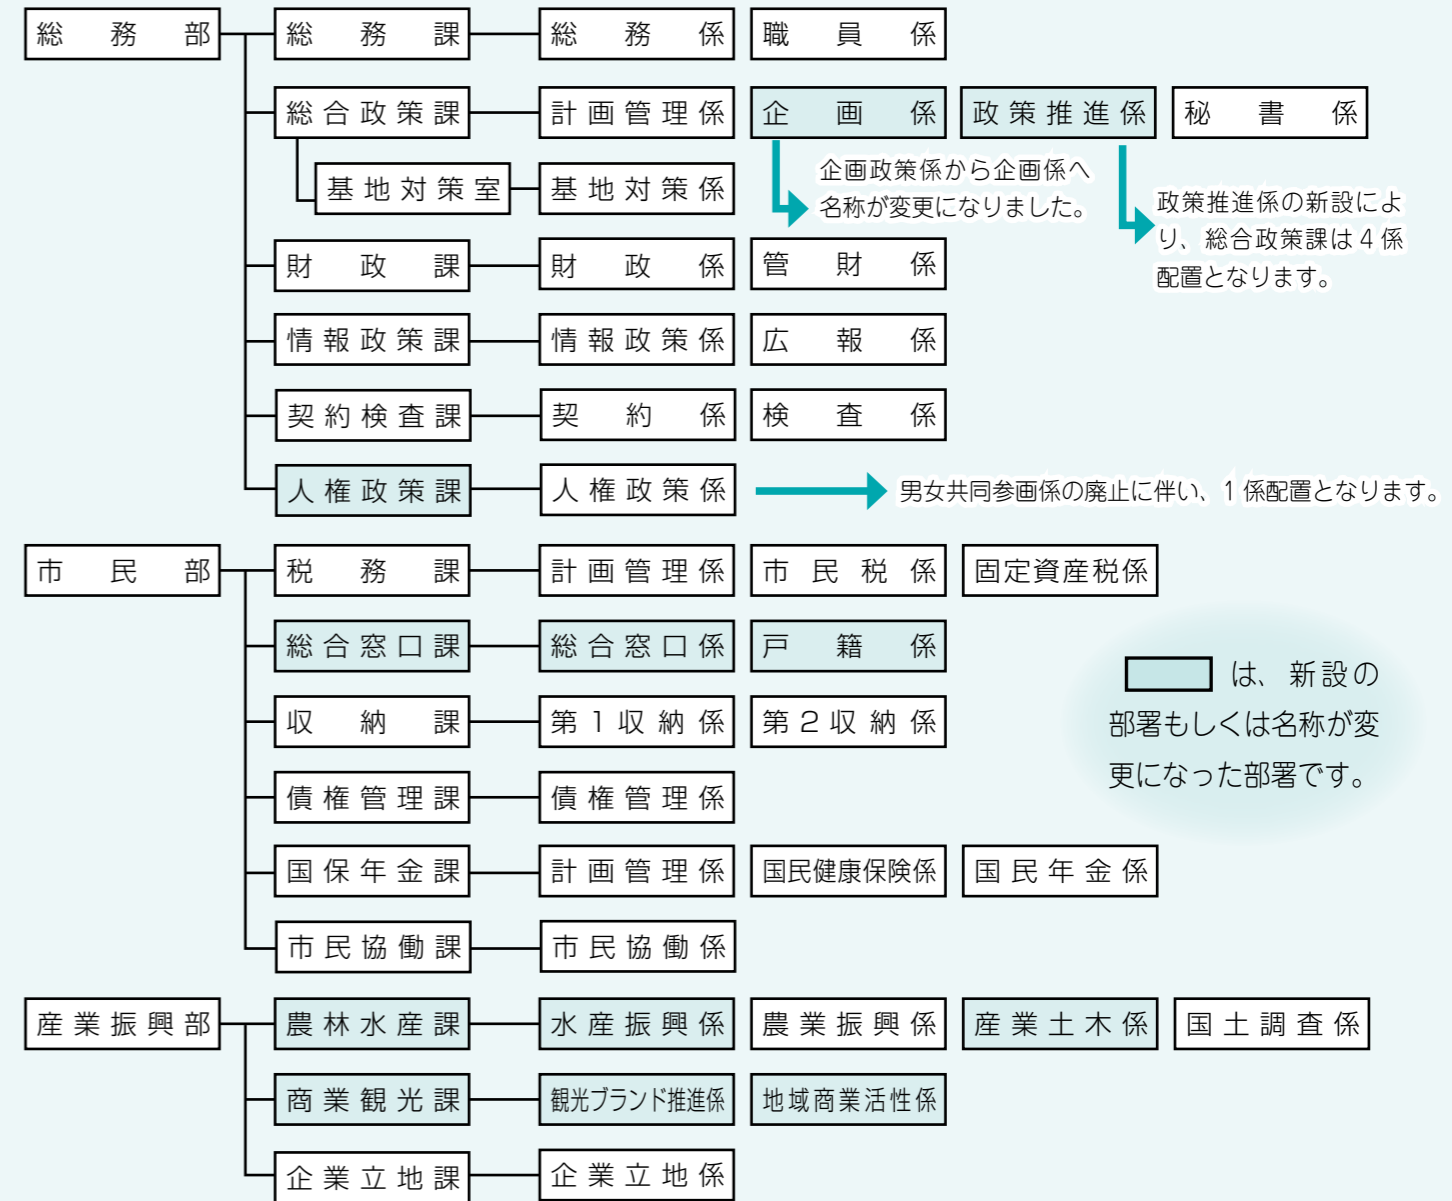 総務部 総務課 総務係 職員係
総合政策課 計画管理係 企画係 政策推進係 秘書係
基地対策室 基地対策係
企画政策係から企画係へ
名称が変更になりました。
政策推進係の新設によ
り、総合政策課は4係
配置となります。
財政課 財政係 管財係
情報政策課 情報政策係 広報係
契約検査課 契約係 検査係
人権政策課 人権政策係 男女共同参画係の廃止に伴い、1係配置となります。
市民部 税務課 計画管理係 市民税係 固定資産税係
総合窓口課 総合窓口係 戸籍係
収納課 第1収納係 第2収納係
債権管理課 債権管理係
国保年金課 計画管理係 国民健康保険係 国民年金係
市民協働課 市民協働係
は、新設の
部署もしくは名称が変
更になった部署です。
産業振興部 農林水産課 水産振興係 農業振興係 産業土木係 国土調査係
商業観光課 観光ブランド推進係 地域商業活性係
企業立地課 企業立地係